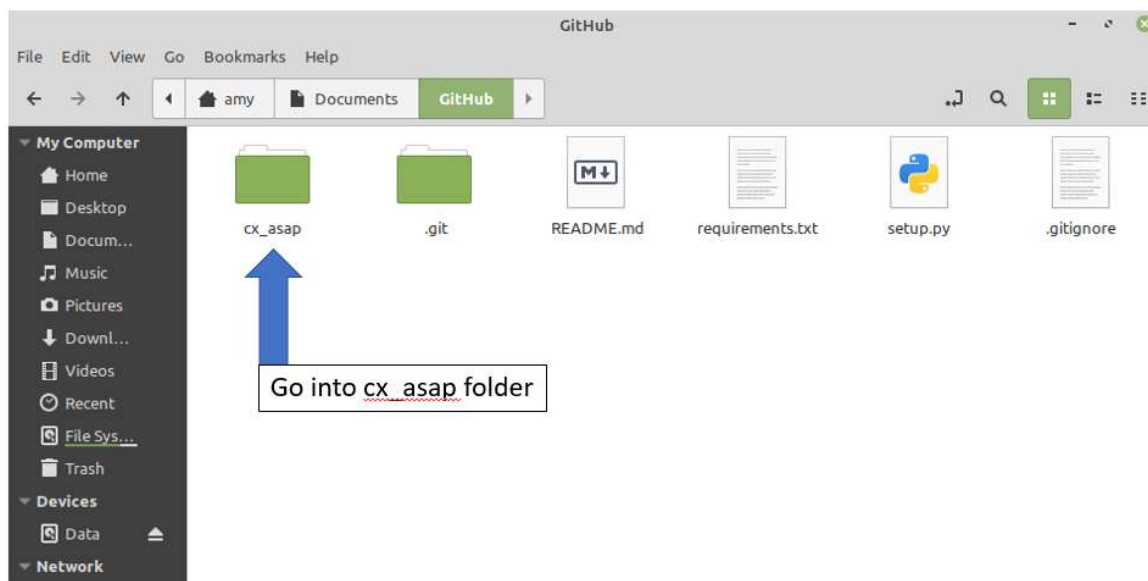 GitHub
File Edit View Go Bookmarks Help
amy Documents GitHub
My Computer
Home
Desktop
Docum...
Music
Pictures
Downl...
Videos
Recent
File Sys...
Trash
Devices
Data
Network
cx_asap .git README.md requirements.txt setup.py .gitignore
Go into cx_asap folder